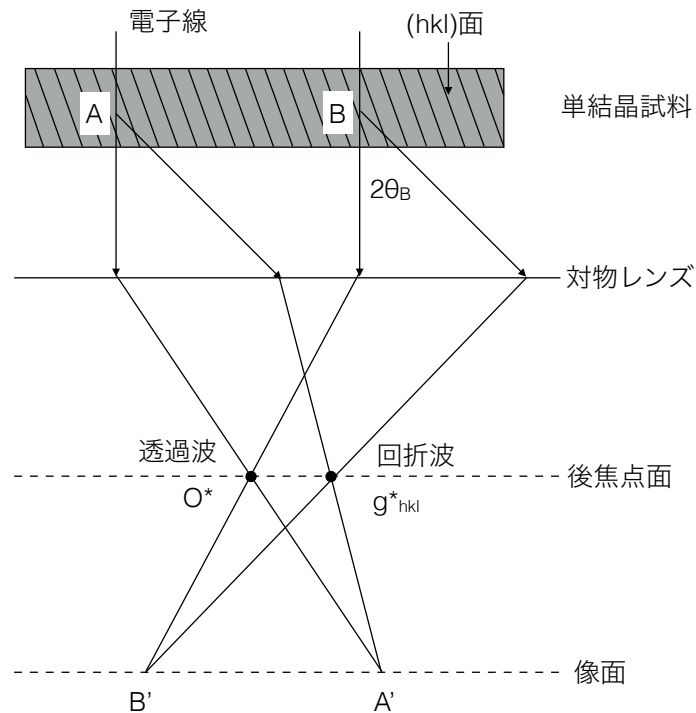 電子線
(hkl)面
A
B
単結晶試料
2θB
対物レンズ
透過波
回折波
O*
g*hkl
後焦点面
像面
B'
A'